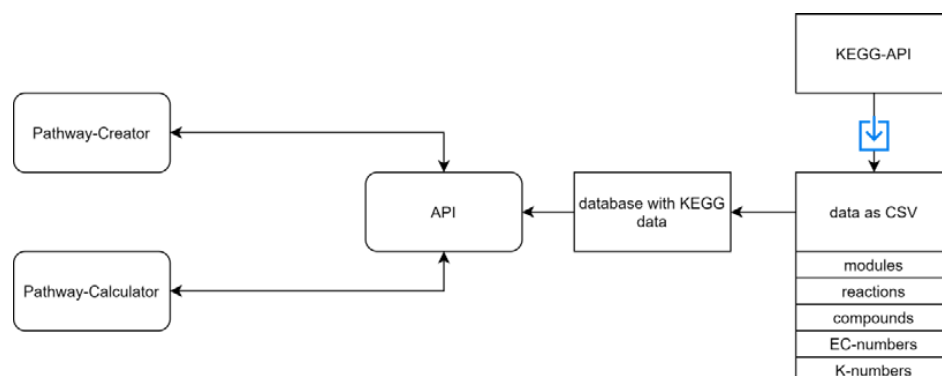 KEGG-API
Pathway-Creator
API
database with KEGG
data
data as CSV
Pathway-Calculator
modules
reactions
compounds
EC-numbers
K-numbers